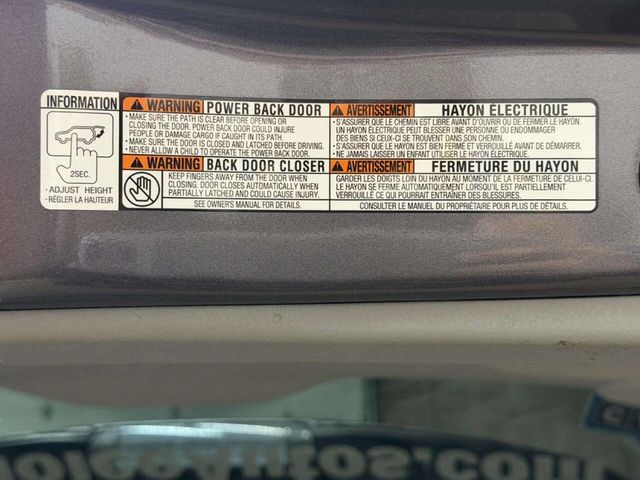 INFORMATION
2SEC.
• ADJUST HEIGHT
• RÉGLER LA HAUTEUR
WARNING POWER BACK DOOR
• MAKE SURE THE PATH IS CLEAR BEFORE OPENING OR
CLOSING THE DOOR. THE DOOR COULD INJURE
PEOPLE OR DAMAGE CARGO IF CAUGHT IN ITS PATH.
• MAKE SURE THE DOOR IS CLOSED AND LATCHED BEFORE DRIVING.
• NEVER ALLOW A CHILD TO OPERATE THE POWER BACK DOOR.
WARNING BACK DOOR CLOSER
KEEP FINGERS AWAY FROM THE DOOR WHEN
CLOSING. DOOR CLOSES AUTOMATICALLY WHEN
PARTIALLY LATCHED AND COULD CAUSE INJURY.
SEE OWNER'S MANUAL FOR DETAILS.
AVERTISSEMENT HAYON ÉLECTRIQUE
• S'ASSURER QUE LE CHEMIN EST LIBRE AVANT D'OUVRIR OU DE FERMER LE HAYON.
UN HAYON ÉLECTRIQUE PEUT BLESSER UNE PERSONNE OU ENDOMMAGER
DES BIENS SI CEUX-CI SE TROUVENT DANS SON CHEMIN.
• S'ASSURER QUE LE HAYON EST BIEN FERMÉ ET VERROUILLÉ AVANT DE DÉMARRER.
• NE JAMAIS LAISSER UN ENFANT UTILISER LE HAYON ÉLECTRIQUE.
AVERTISSEMENT FERMETURE DU HAYON
GARDER LES DOIGTS LOIN DU HAYON AU MOMENT DE LA FERMETURE DE CELUI-CI.
LE HAYON SE FERME AUTOMATIQUEMENT LORSQU'IL EST PARTIELLEMENT
VERROUILLÉ CE QUI POURRAIT ENTRAÎNER DES BLESSURES.
CONSULTER LE MANUEL DU PROPRIÉTAIRE POUR PLUS DE DÉTAILS.
oiceAutos.com